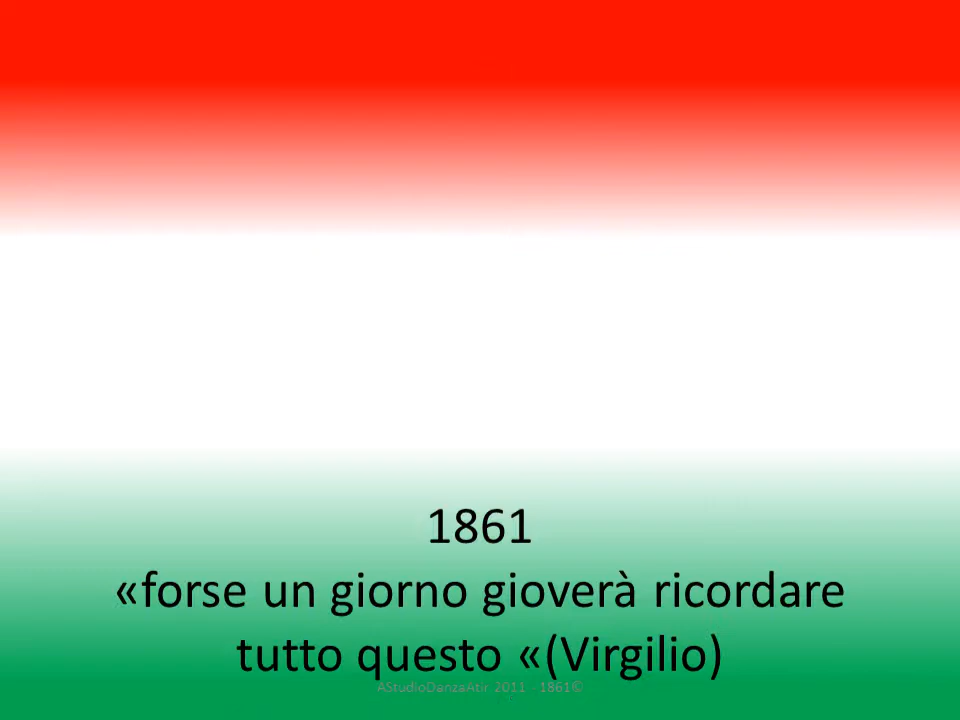 1861
«forse un giorno gioverà ricordare
tutto questo «(Virgilio)
AStudioDanzaAtir 2011 - 1861©